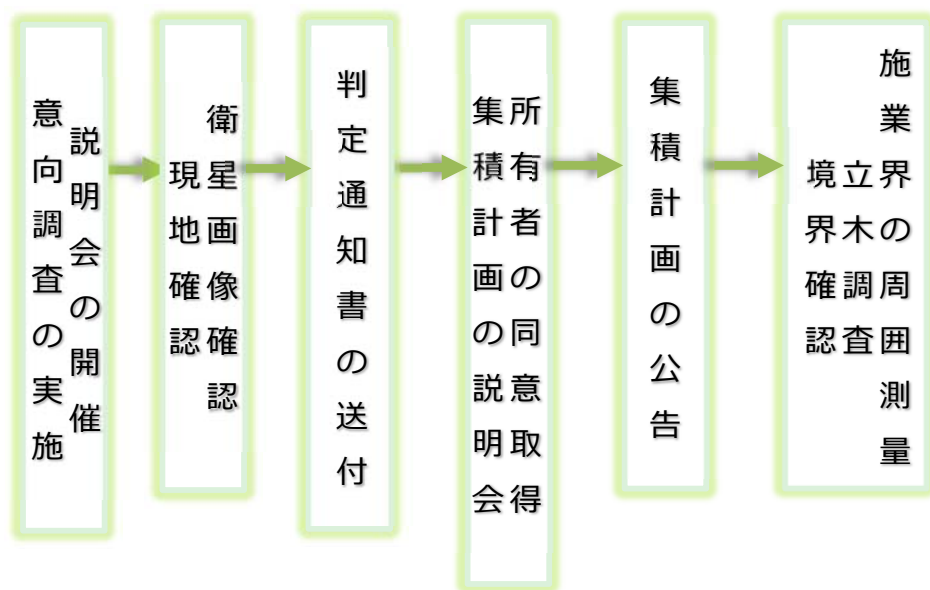 説明会の開催
意向調査の実施
衛星画像確認
現地確認
判定通知書の送付
所有者の同意取得
集積計画の説明会
集積計画の公告
施業界の周囲測量
立木調査
境界確認